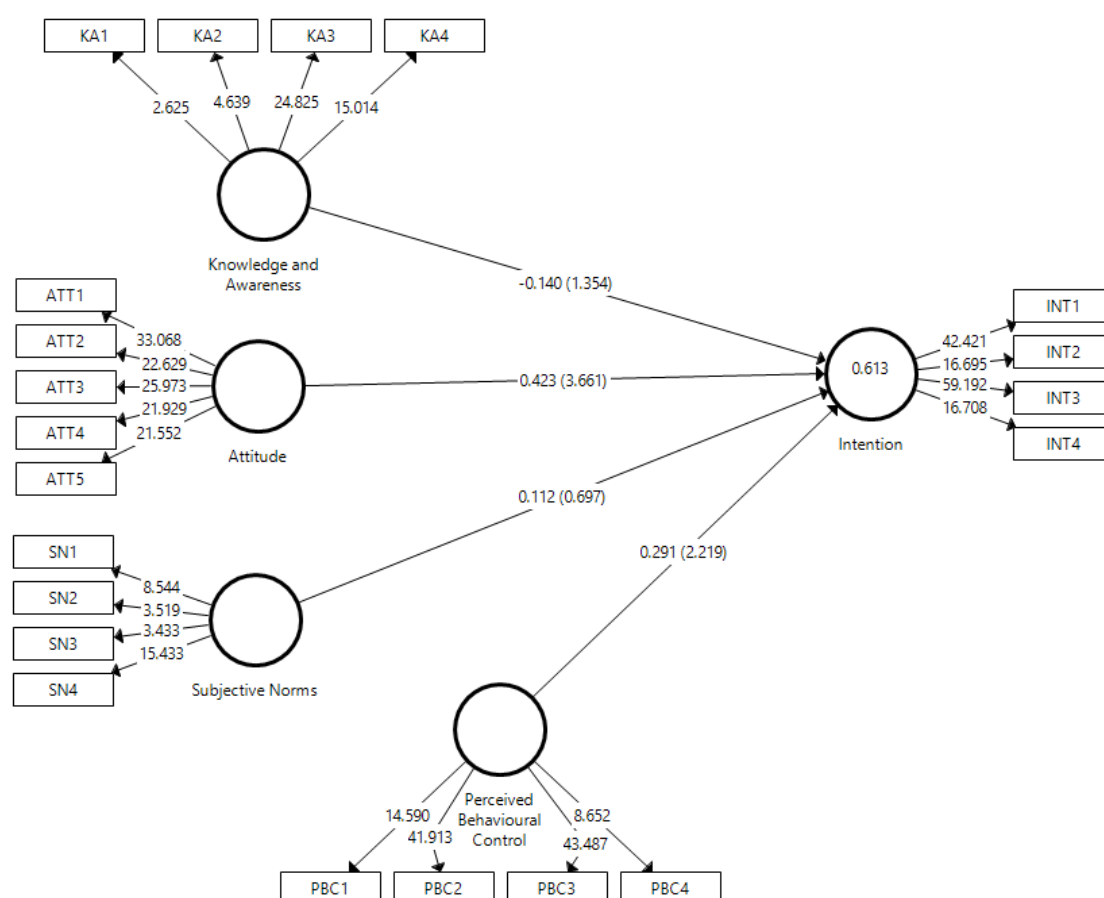 KA1 KA2 KA3 KA4
2.625 4.639 24.825 15.014
Knowledge and
Awareness
-0.140 (1.354)
ATT1
ATT2
ATT3
ATT4
ATT5
33.068
22.629
25.973
21.929
21.552
Attitude
0.423 (3.661)
0.613
Intention
42.421
16.695
59.192
16.708
INT1
INT2
INT3
INT4
SN1
SN2
SN3
SN4
8.544
3.519
3.433
15.433
Subjective Norms
0.112 (0.697)
0.291 (2.219)
Perceived
Behavioural
Control
14.590 41.913 43.487 8.652
PBC1 PBC2 PBC3 PBC4